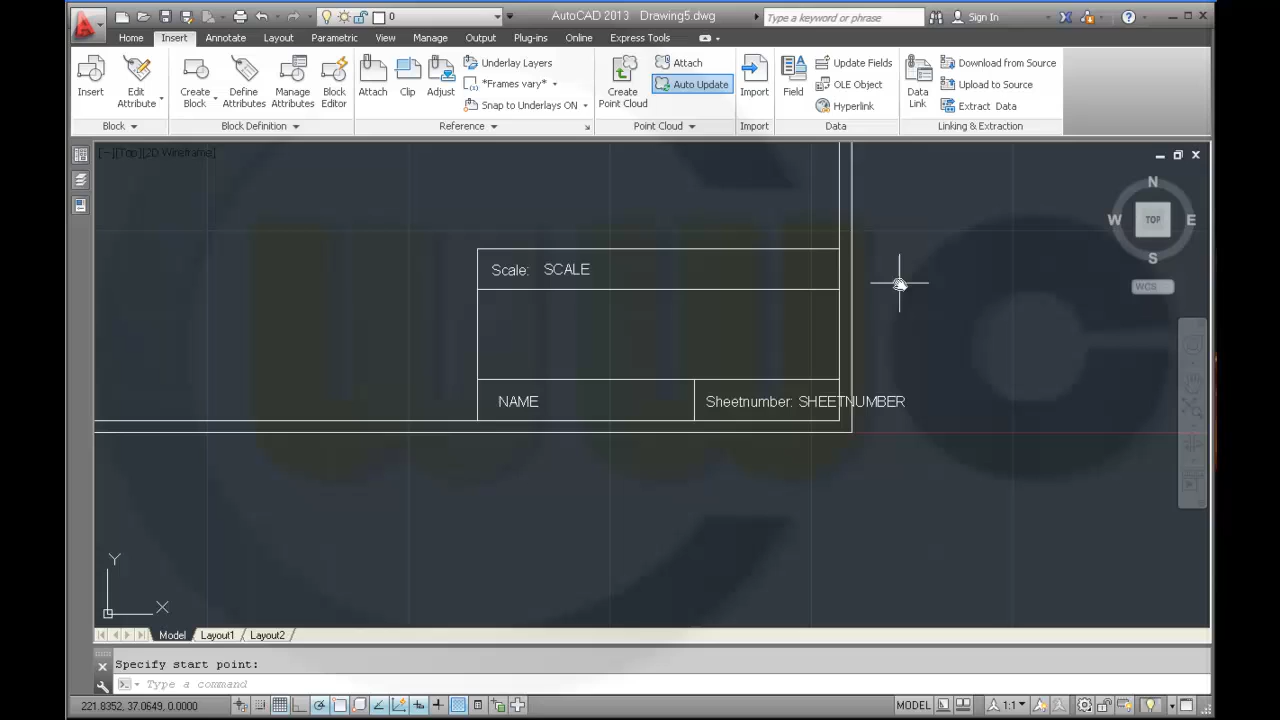 0
AutoCAD 2013 Drawing5.dwg
Type a keyword or phrase
Sign In
Home Insert Annotate Layout Parametric View Manage Output Plug-ins Online Express Tools
Insert
Edit Attribute
Create Block
Define Attributes
Manage Attributes
Block Editor
Attach
Clip
Adjust
Underlay Layers
*Frames vary*
Snap to Underlays ON
Create Point Cloud
Attach
Auto Update
Import
Field
Update Fields
OLE Object
Hyperlink
Data Link
Download from Source
Upload to Source
Extract Data
Block Block Definition Reference Point Cloud Import Data Linking & Extraction
[−][Top][2D Wireframe]
N
W TOP E
S
WCS
Scale: SCALE
NAME Sheetnumber: SHEETNUMBER
Y
X
Model Layout1 Layout2
Specify start point:
Type a command
221.8352, 37.0649, 0.0000
MODEL
1:1